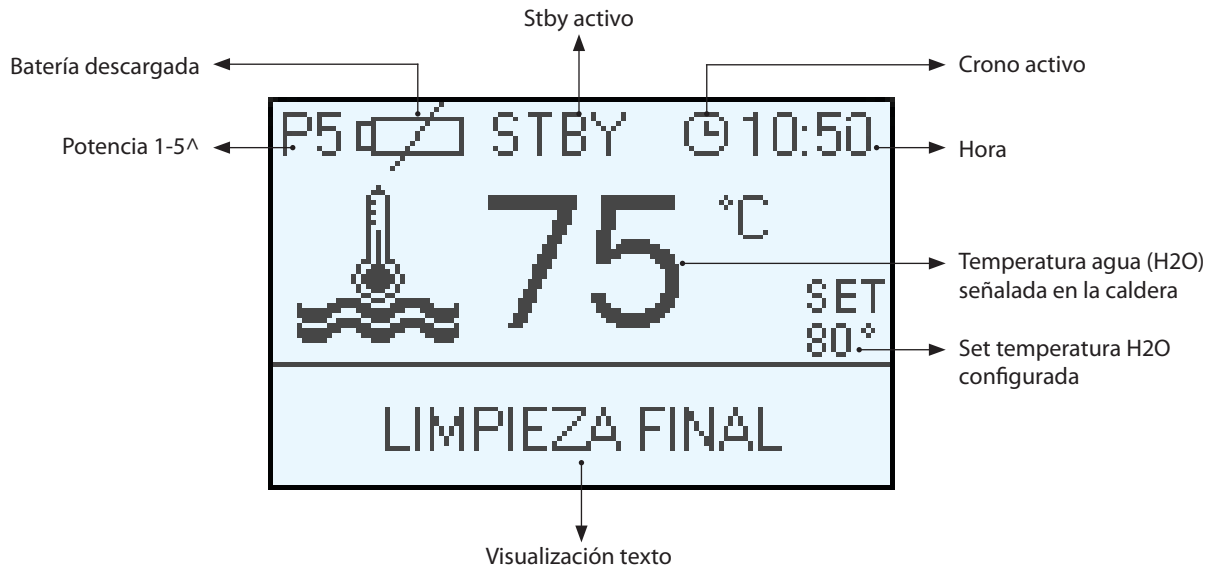 Stby activo
Batería descargada
Crono activo
P5 STBY 10:50
Potencia 1-5^
Hora
75 °C
Temperatura agua (H2O)
señalada en la caldera
SET
80°
Set temperatura H2O
configurada
LIMPIEZA FINAL
Visualización texto